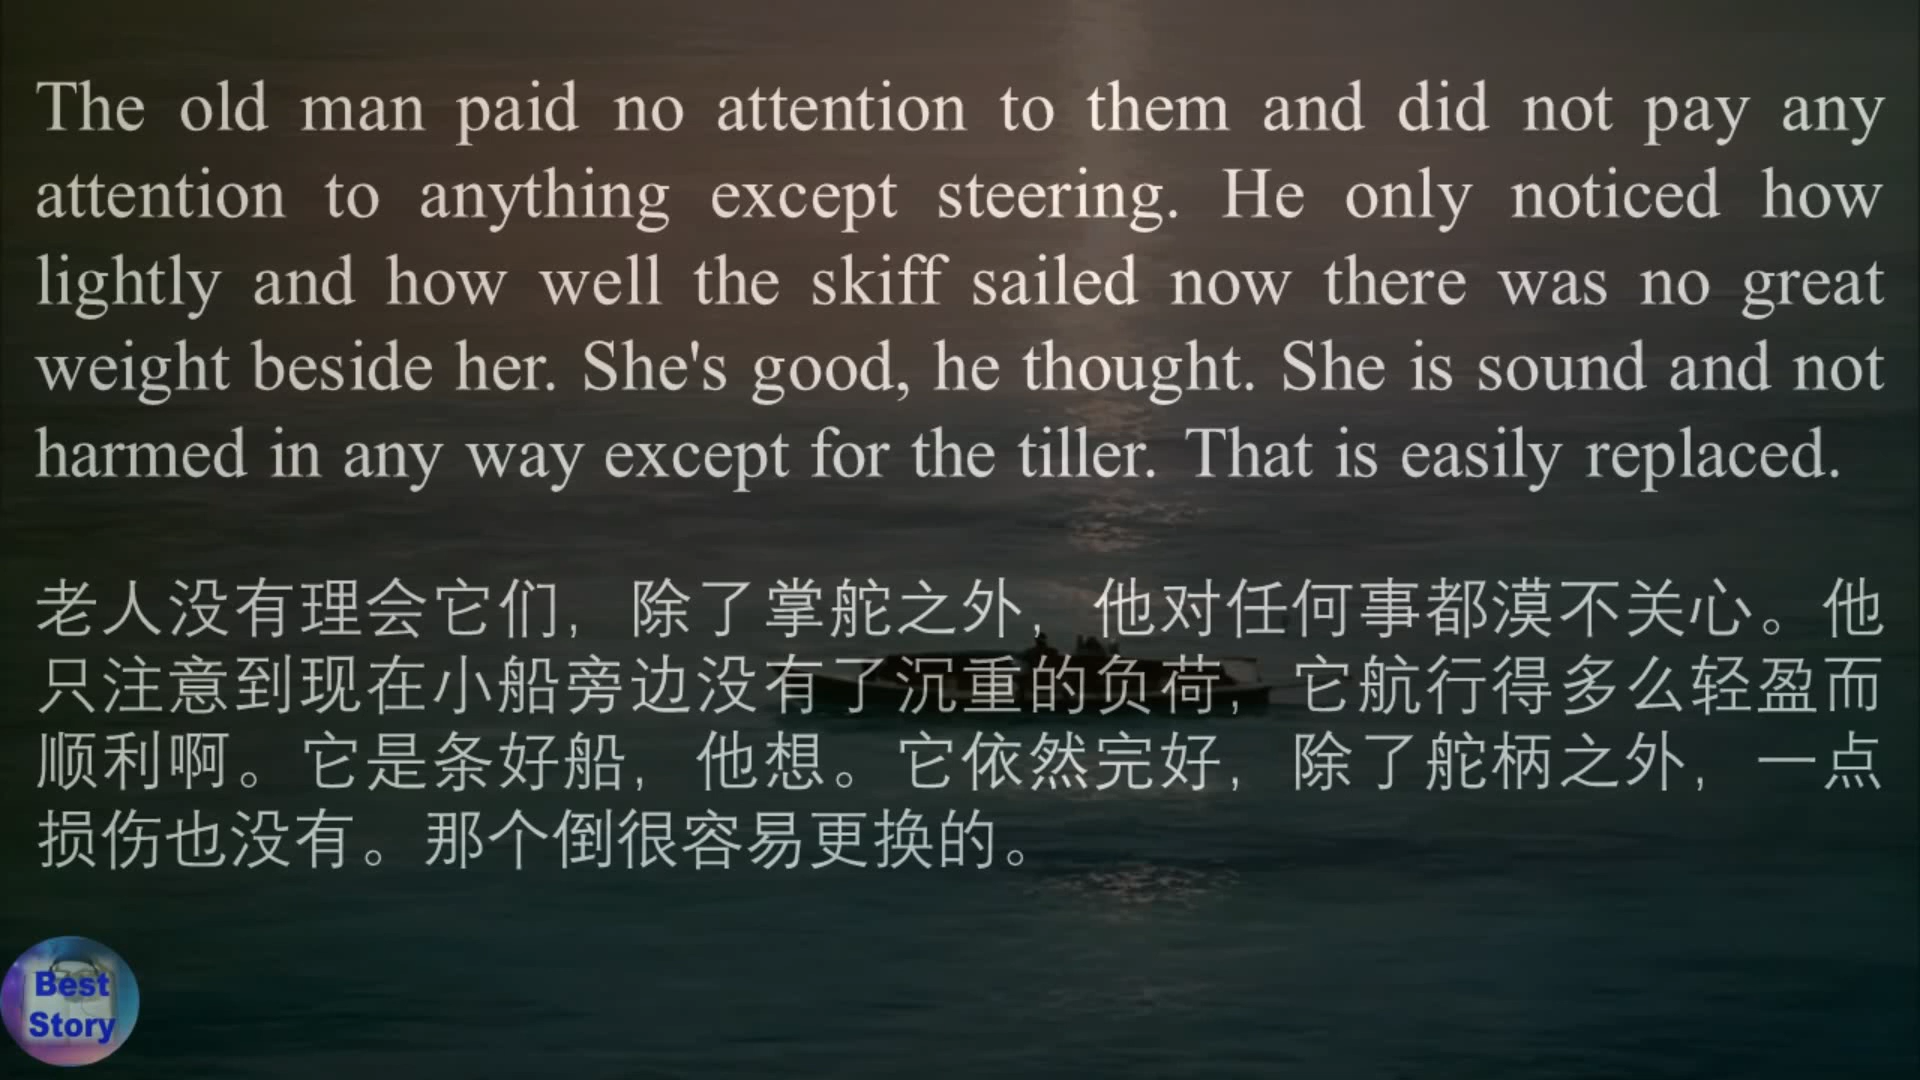 The old man paid no attention to them and did not pay any
attention to anything except steering. He only noticed how
lightly and how well the skiff sailed now there was no great
weight beside her. She's good, he thought. She is sound and not
harmed in any way except for the tiller. That is easily replaced.
老人没有理会它们，除了掌舵之外，他对任何事都漠不关心。他
只注意到现在小船旁边没有了沉重的负荷，它航行得多么轻盈而
顺利啊。它是条好船，他想。它依然完好，除了舵柄之外，一点
损伤也没有。那个倒很容易更换的。
Best
Story